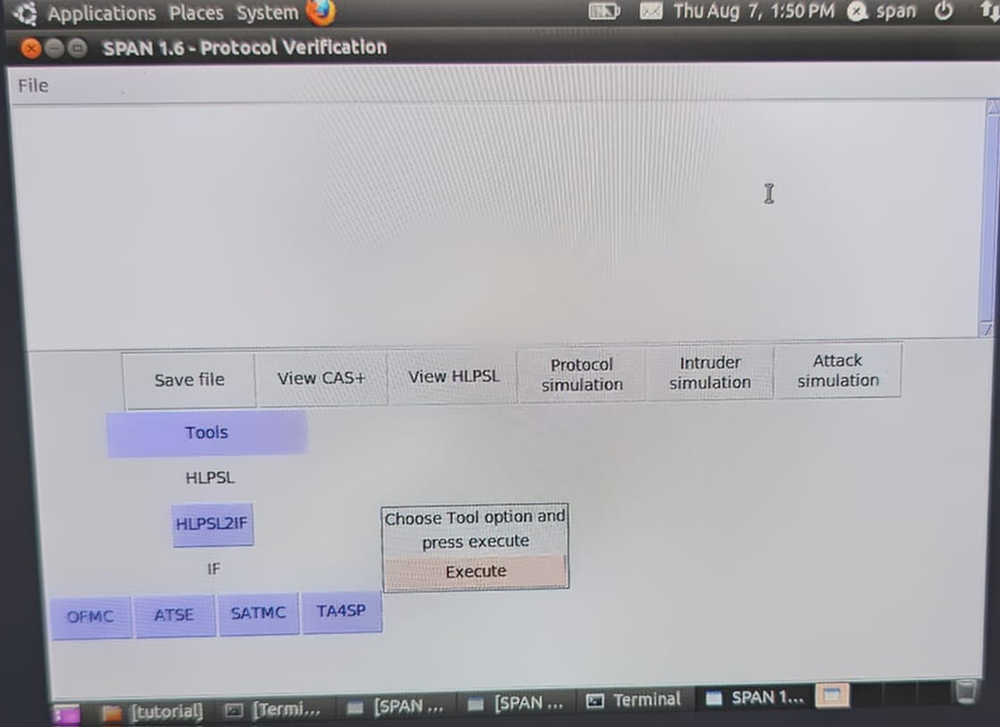 Applications Places System Thu Aug 7, 1:50 PM span
SPAN 1.6 - Protocol Verification
File
Save file View CAS+ View HLPSL Protocol simulation Intruder simulation Attack simulation
Tools
HLPSL
HLPSL2IF
Choose Tool option and
press execute
IF
Execute
OFMC ATSE SATMC TA4SP
[tutorial] [Termi... [SPAN ... [SPAN ... Terminal SPAN 1...